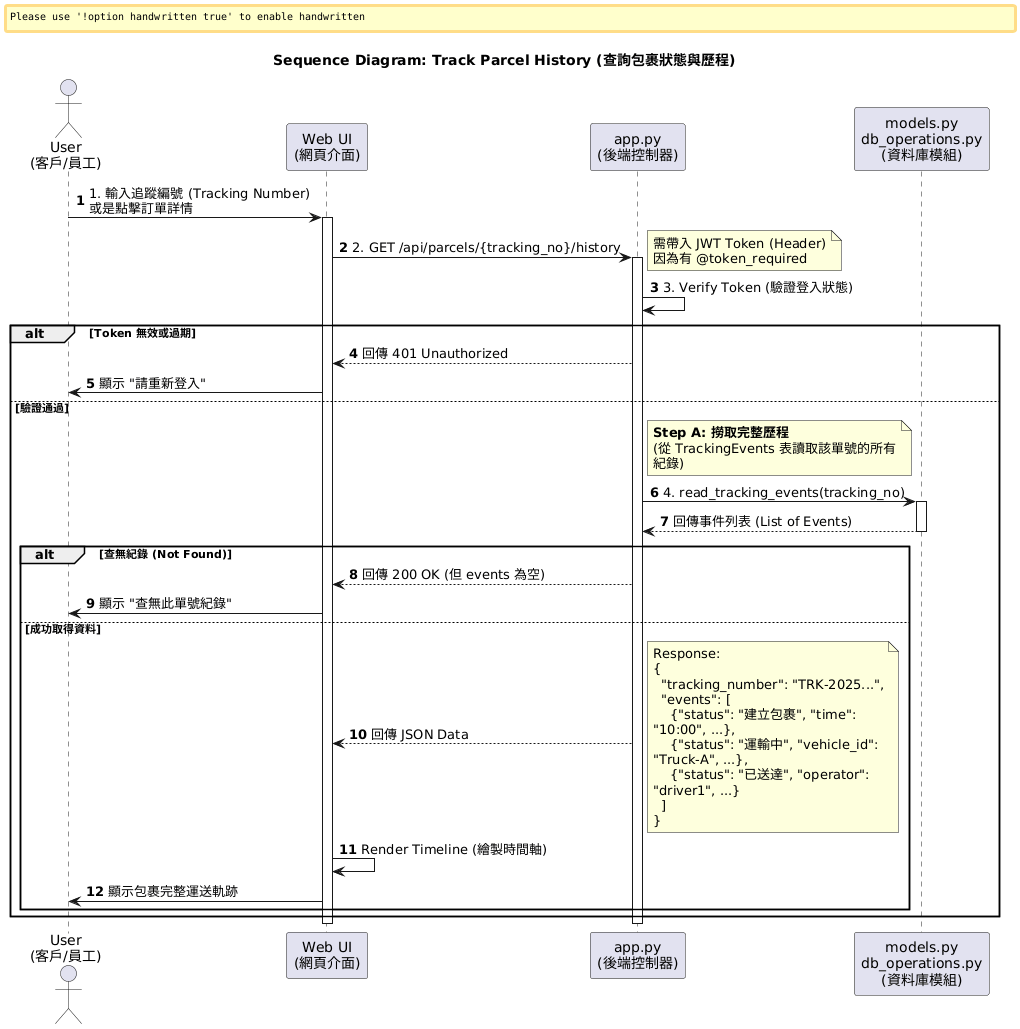 Please use '!option handwritten true' to enable handwritten
Sequence Diagram: Track Parcel History (查詢包裹狀態與歷程)
User
(客戶/員工)
Web UI
(網頁介面)
app.py
(後端控制器)
models.py
db_operations.py
(資料庫模組)
1 1. 輸入追蹤編號 (Tracking Number)
或是點擊訂單詳情
2 2. GET /api/parcels/{tracking_no}/history
需帶入 JWT Token (Header)
因為有 @token_required
3 3. Verify Token (驗證登入狀態)
alt [Token 無效或過期]
4 回傳 401 Unauthorized
5 顯示 "請重新登入"
[驗證通過]
Step A: 撈取完整歷程
(從 TrackingEvents 表讀取該單號的所有
紀錄)
6 4. read_tracking_events(tracking_no)
7 回傳事件列表 (List of Events)
alt [查無紀錄 (Not Found)]
8 回傳 200 OK (但 events 為空)
9 顯示 "查無此單號紀錄"
[成功取得資料]
Response:
{
"tracking_number": "TRK-2025...",
"events": [
{"status": "建立包裹", "time":
"10:00", ...},
{"status": "運輸中", "vehicle_id":
"Truck-A", ...},
{"status": "已送達", "operator":
"driver1", ...}
]
}
10 回傳 JSON Data
11 Render Timeline (繪製時間軸)
12 顯示包裹完整運送軌跡
User
(客戶/員工)
Web UI
(網頁介面)
app.py
(後端控制器)
models.py
db_operations.py
(資料庫模組)